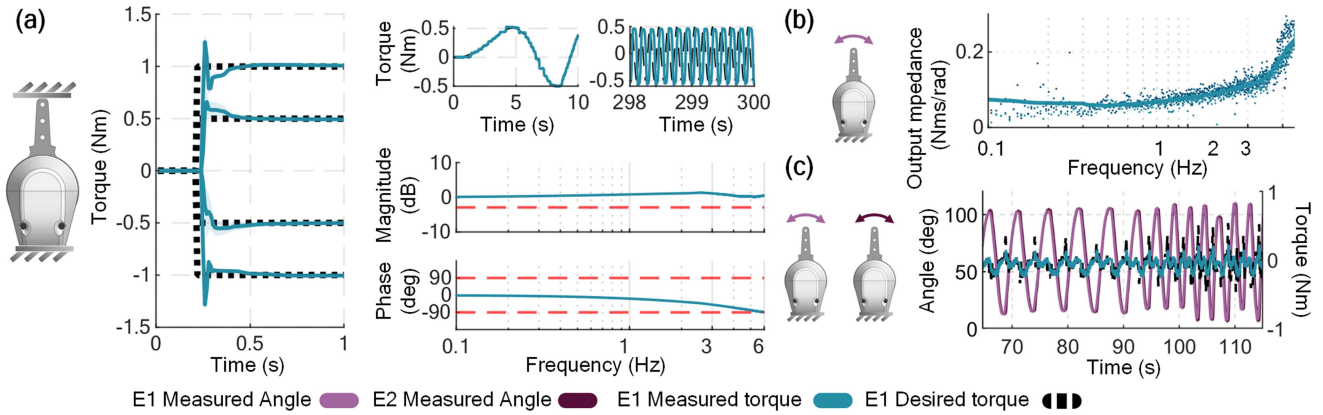 (a)
1.5
1
0.5
0
-0.5
-1
-1.5
Torque (Nm)
0
0.5
1
Time (s)
Torque
(Nm)
0.5
0
-0.5
0
5
10
Time (s)
0.5
0
-0.5
298
299
300
Time (s)
Magnitude
(dB)
10
0
-10
Phase
(deg)
90
0
-90
0.1
1
3
6
Frequency (Hz)
(b)
Output impedance
(Nms/rad)
0.2
0.1
0
0.1
1
2
3
Frequency (Hz)
(c)
Angle (deg)
100
50
0
70
80
90
100
110
Time (s)
1
0
-1
Torque (Nm)
E1 Measured Angle
E2 Measured Angle
E1 Measured torque
E1 Desired torque